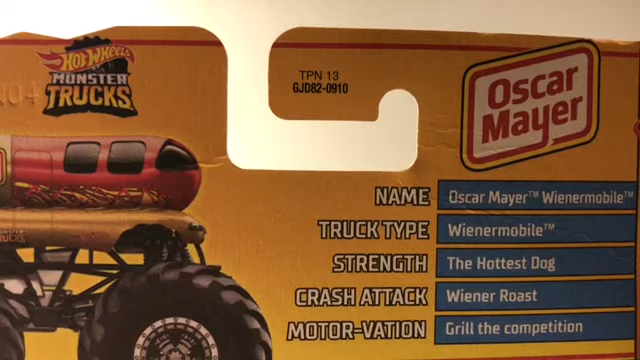 HOT WHEELS
MONSTER
TRUCKS
TPN 13
GJD82-0910
Oscar
Mayer
NAME Oscar Mayer™ Wienermobile™
TRUCK TYPE Wienermobile™
STRENGTH The Hottest Dog
CRASH ATTACK Wiener Roast
MOTOR-VATION Grill the competition